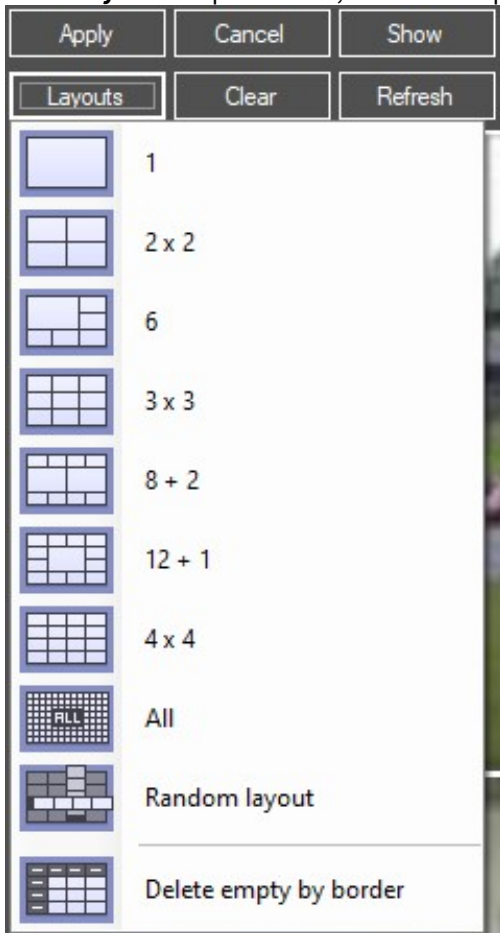 Apply Cancel Show
Layouts Clear Refresh
1
2 x 2
6
3 x 3
8 + 2
12 + 1
4 x 4
ALL All
Random layout
Delete empty by border